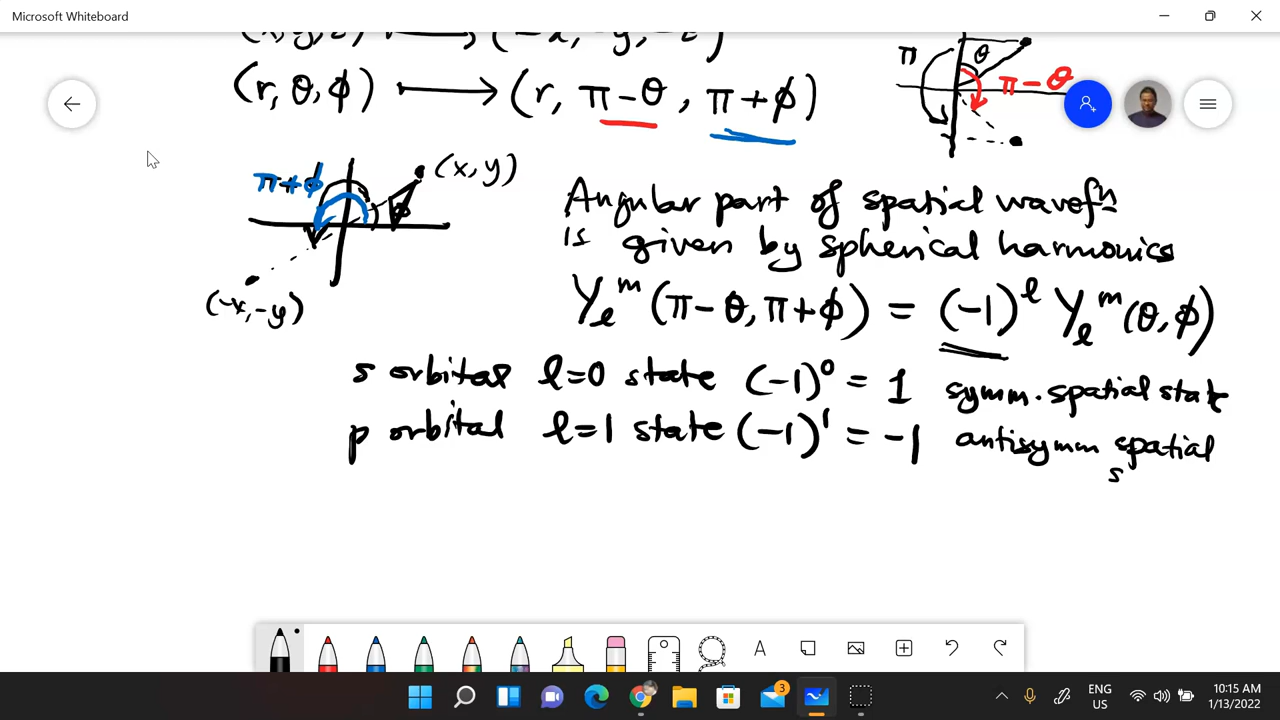 Microsoft Whiteboard
(x, y, z) ⟼ (-x, -y, -z)
(r, θ, φ) ⟼ (r, π-θ, π+φ)
π
θ
π-θ
π+φ
(x, y)
φ
(-x, -y)
Angular part of spatial wavefn
is given by spherical harmonics
Yₗᵐ (π-θ, π+φ) = (-1)ˡ Yₗᵐ (θ, φ)
s orbital l=0 state (-1)⁰ = 1 symm. spatial state
p orbital l=1 state (-1)¹ = -1 antisymm spatial
s
A
3
ENG
US
10:15 AM
1/13/2022